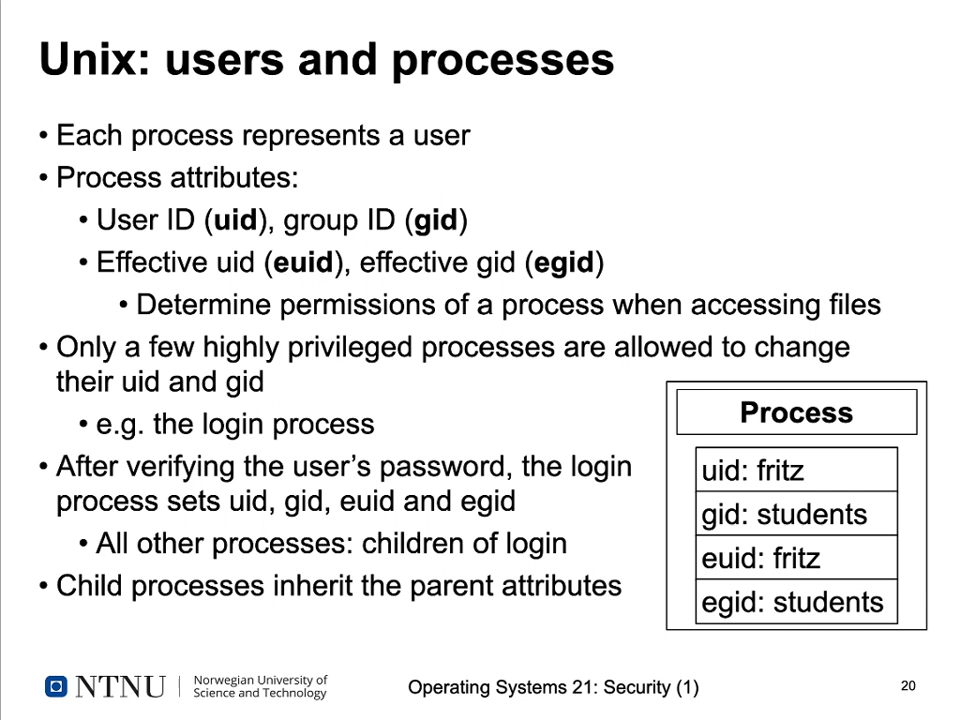 Unix: users and processes
• Each process represents a user
• Process attributes:
• User ID (uid), group ID (gid)
• Effective uid (euid), effective gid (egid)
• Determine permissions of a process when accessing files
• Only a few highly privileged processes are allowed to change
their uid and gid
• e.g. the login process
• After verifying the user’s password, the login
process sets uid, gid, euid and egid
• All other processes: children of login
• Child processes inherit the parent attributes
Process
uid: fritz
gid: students
euid: fritz
egid: students
NTNU
Norwegian University of
Science and Technology
Operating Systems 21: Security (1)
20